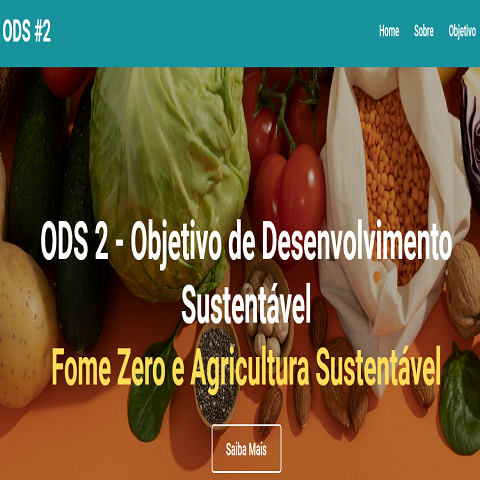 ODS #2
Home Sobre Objetivo
ODS 2 - Objetivo de Desenvolvimento
Sustentável
Fome Zero e Agricultura Sustentável
Saiba Mais